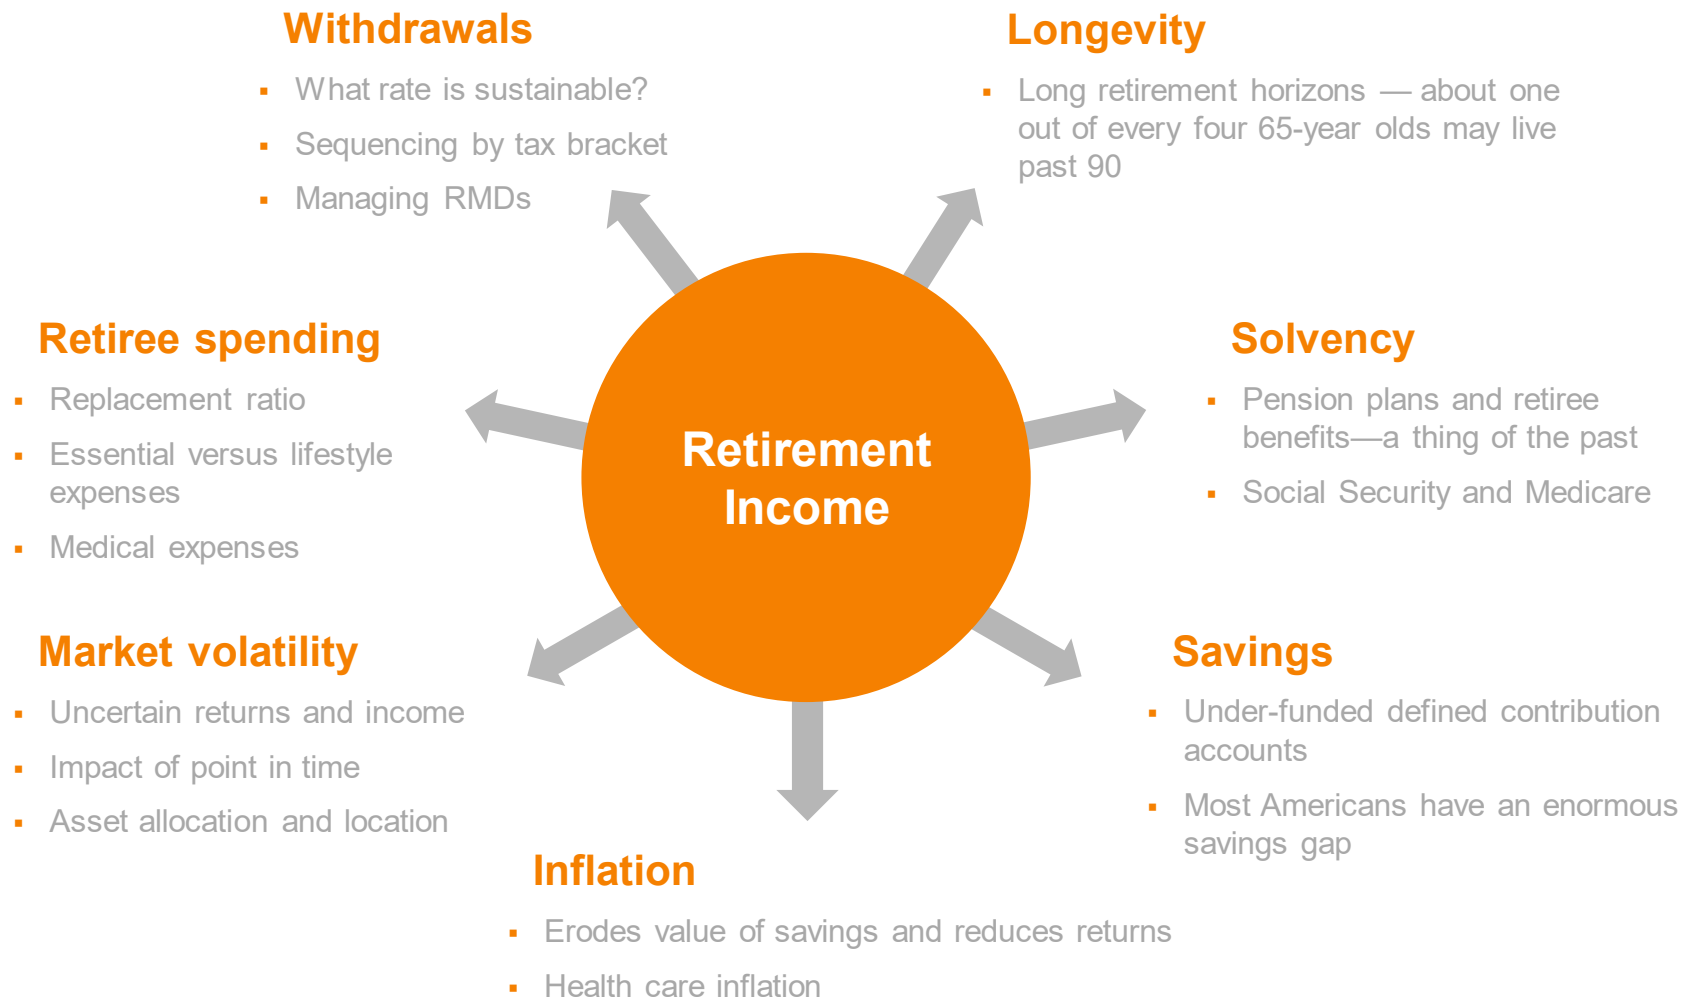 Withdrawals
▪ What rate is sustainable?
▪ Sequencing by tax bracket
▪ Managing RMDs
Longevity
▪ Long retirement horizons — about one
out of every four 65-year olds may live
past 90
Retiree spending
▪ Replacement ratio
▪ Essential versus lifestyle
expenses
▪ Medical expenses
Retirement
Income
Solvency
▪ Pension plans and retiree
benefits—a thing of the past
▪ Social Security and Medicare
Market volatility
▪ Uncertain returns and income
▪ Impact of point in time
▪ Asset allocation and location
Savings
▪ Under-funded defined contribution
accounts
▪ Most Americans have an enormous
savings gap
Inflation
▪ Erodes value of savings and reduces returns
▪ Health care inflation